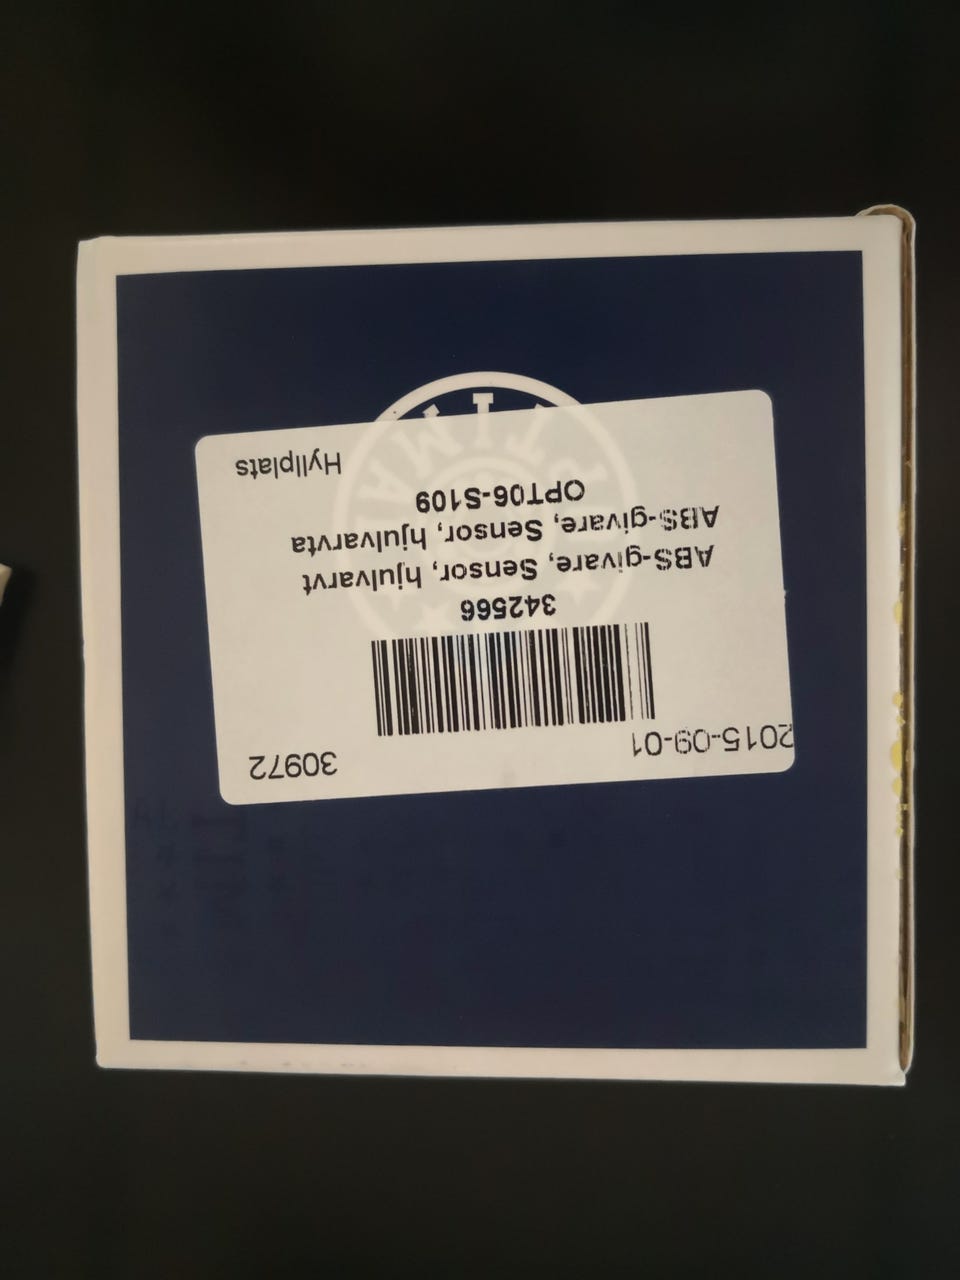 2015-09-01 30972
342566
ABS-givare, Sensor, hjulvarvt
ABS-givare, Sensor, hjulvarvta
OPT06-S109
Hyllplats